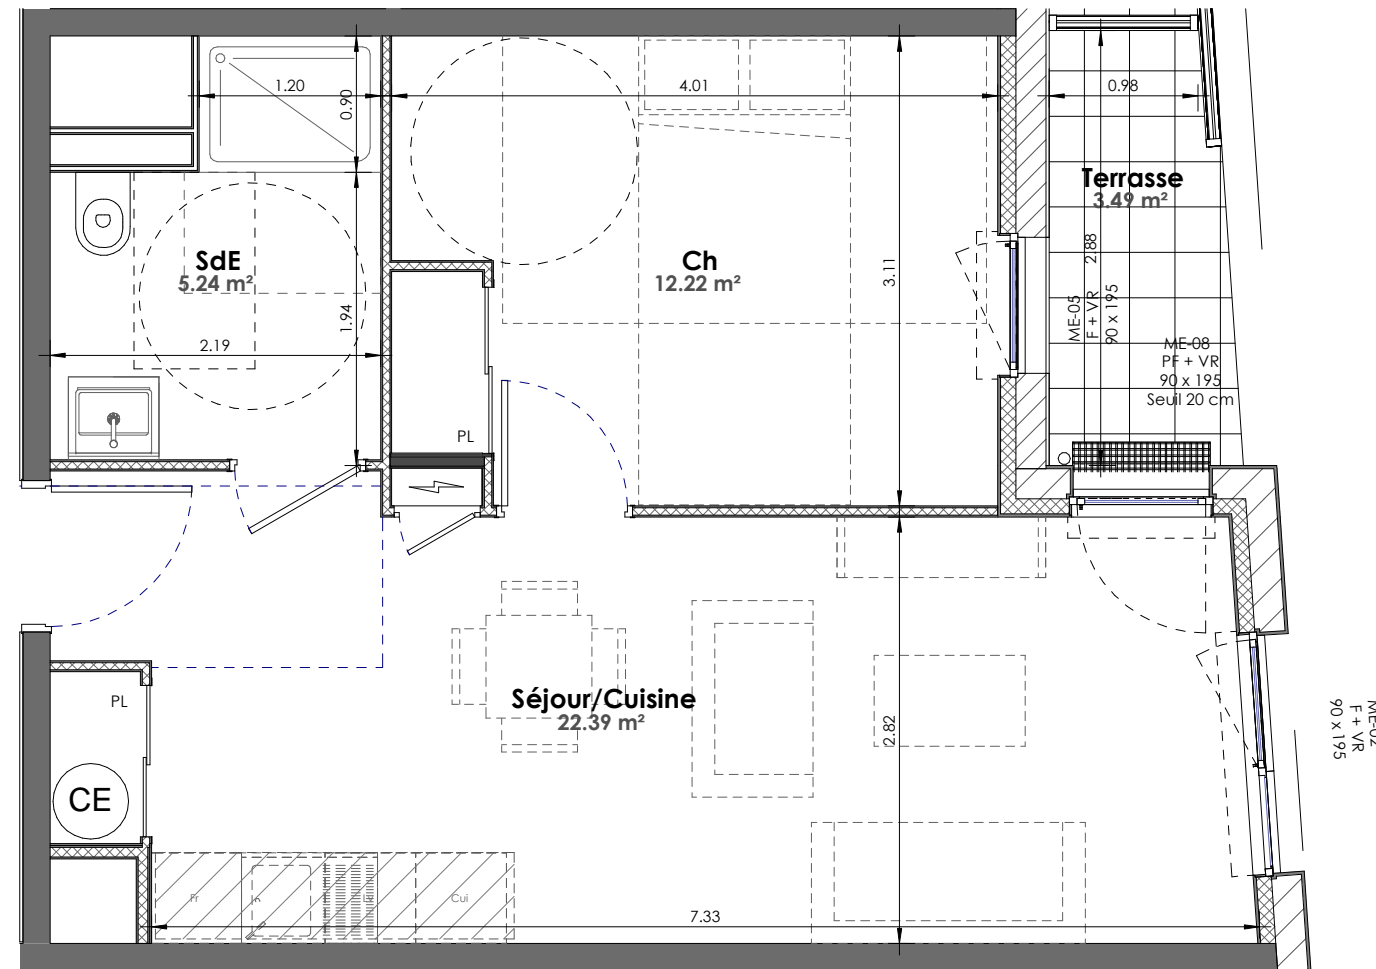 1.20
0.90
4.01
0.98
Terrasse
3.49 m²
SdE
5.24 m²
Ch
12.22 m²
3.11
2.88
ME-05
F + VR
90 x 195
1.94
2.19
ME-08
PF + VR
90 x 195
Seuil 20 cm
PL
Séjour/Cuisine
22.39 m²
2.82
PL
ME-02
F + VR
90 x 195
CE
Fr
LV
Cui
7.33